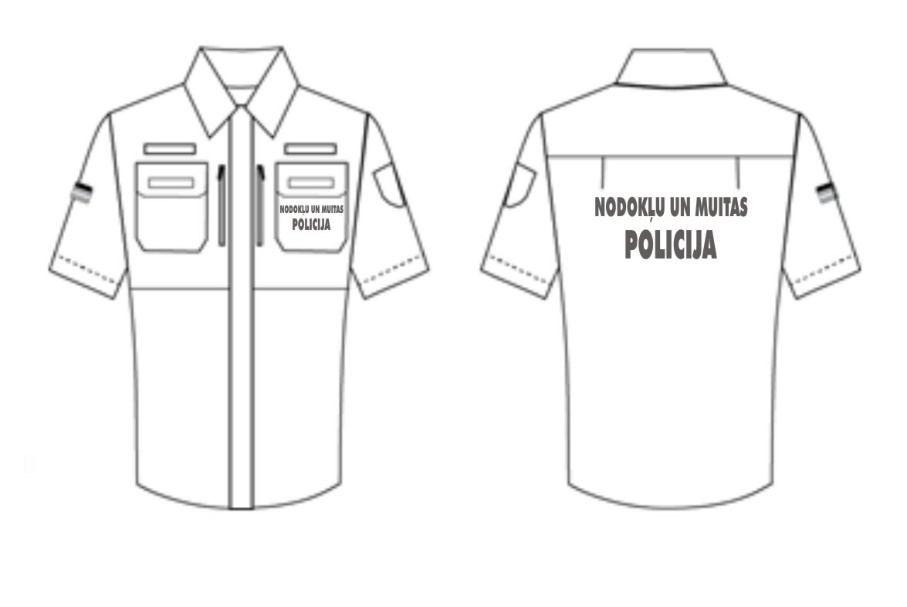 NODOKĻU UN MUITAS
POLICIJA
NODOKĻU UN MUITAS
POLICIJA